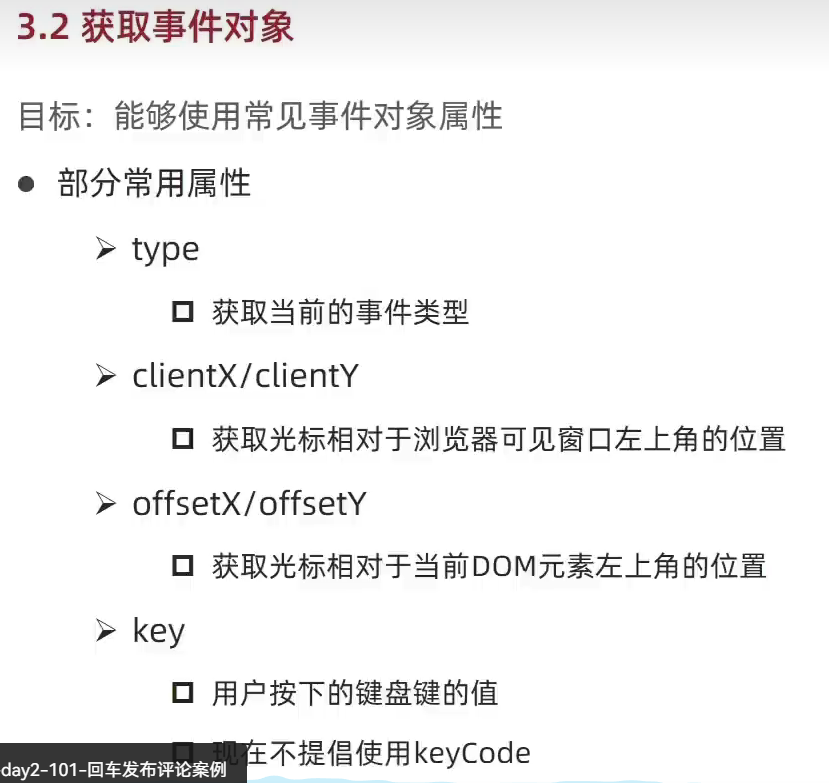 3.2 获取事件对象
目标：能够使用常见事件对象属性
● 部分常用属性
➢ type
获取当前的事件类型
➢ clientX/clientY
获取光标相对于浏览器可见窗口左上角的位置
➢ offsetX/offsetY
获取光标相对于当前DOM元素左上角的位置
➢ key
用户按下的键盘键的值
现在不提倡使用keyCode
day2-101-回车发布评论案例